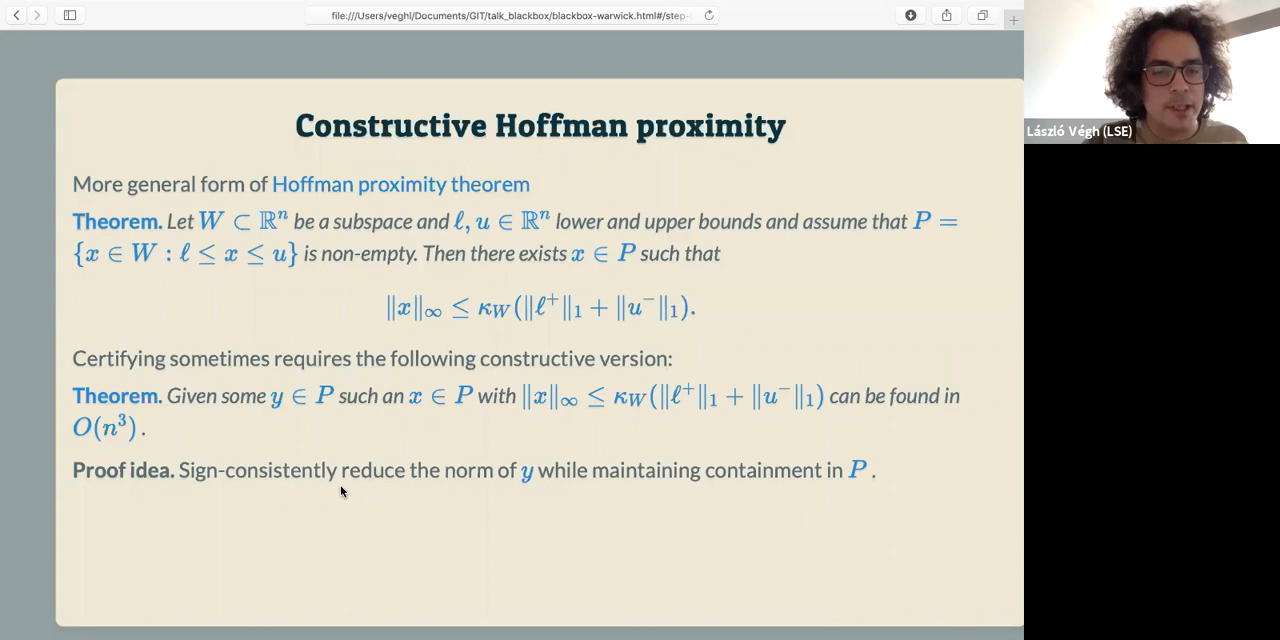 file:///Users/veghl/Documents/GIT/talk_blackbox/blackbox-warwick.html#/step-
Constructive Hoffman proximity
More general form of Hoffman proximity theorem
Theorem. Let W ⊂ ℝⁿ be a subspace and ℓ, u ∈ ℝⁿ lower and upper bounds and assume that P =
{x ∈ W : ℓ ≤ x ≤ u} is non-empty. Then there exists x ∈ P such that
‖x‖∞ ≤ κ_W(‖ℓ⁺‖₁ + ‖u⁻‖₁).
Certifying sometimes requires the following constructive version:
Theorem. Given some y ∈ P such an x ∈ P with ‖x‖∞ ≤ κ_W(‖ℓ⁺‖₁ + ‖u⁻‖₁) can be found in
O(n³) .
Proof idea. Sign-consistently reduce the norm of y while maintaining containment in P .
László Végh (LSE)